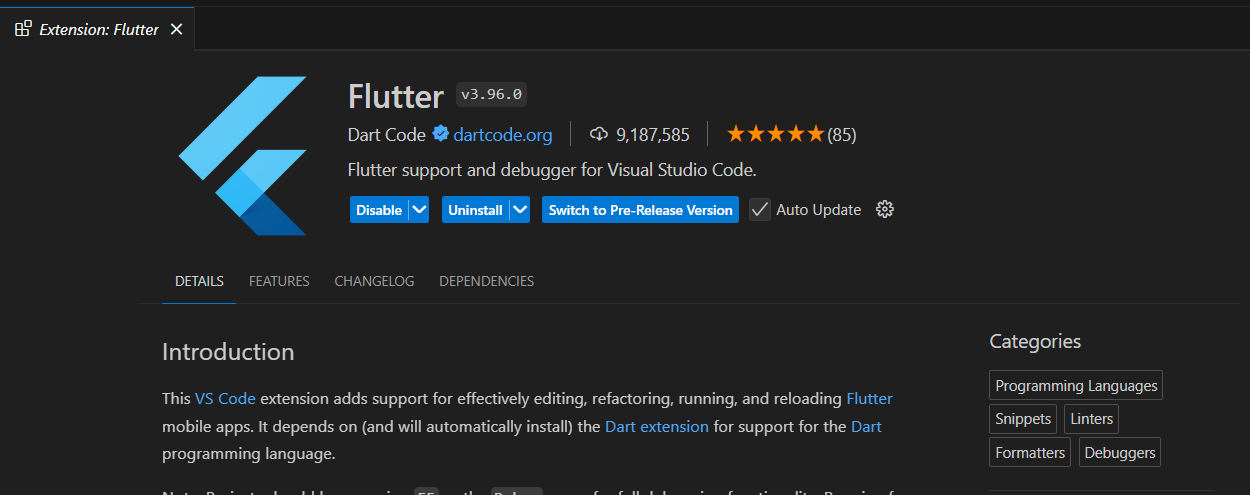 Extension: Flutter
Flutter v3.96.0
Dart Code dartcode.org 9,187,585 (85)
Flutter support and debugger for Visual Studio Code.
Disable Uninstall Switch to Pre-Release Version Auto Update
DETAILS FEATURES CHANGELOG DEPENDENCIES
Introduction
This VS Code extension adds support for effectively editing, refactoring, running, and reloading Flutter
mobile apps. It depends on (and will automatically install) the Dart extension for support for the Dart
programming language.
Categories
Programming Languages
Snippets Linters
Formatters Debuggers